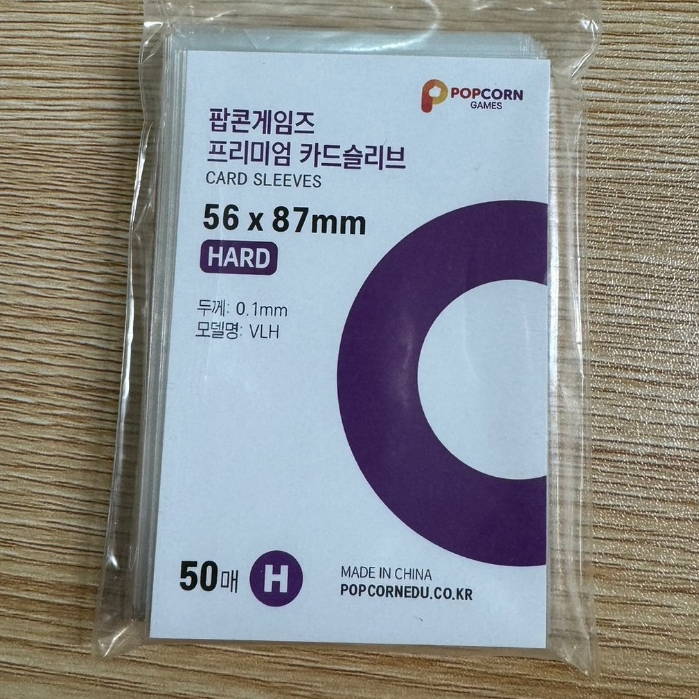 POPCORN
GAMES
팝콘게임즈
프리미엄 카드슬리브
CARD SLEEVES
56 x 87mm
HARD
두께: 0.1mm
모델명: VLH
50매 H
MADE IN CHINA
POPCORNEDU.CO.KR